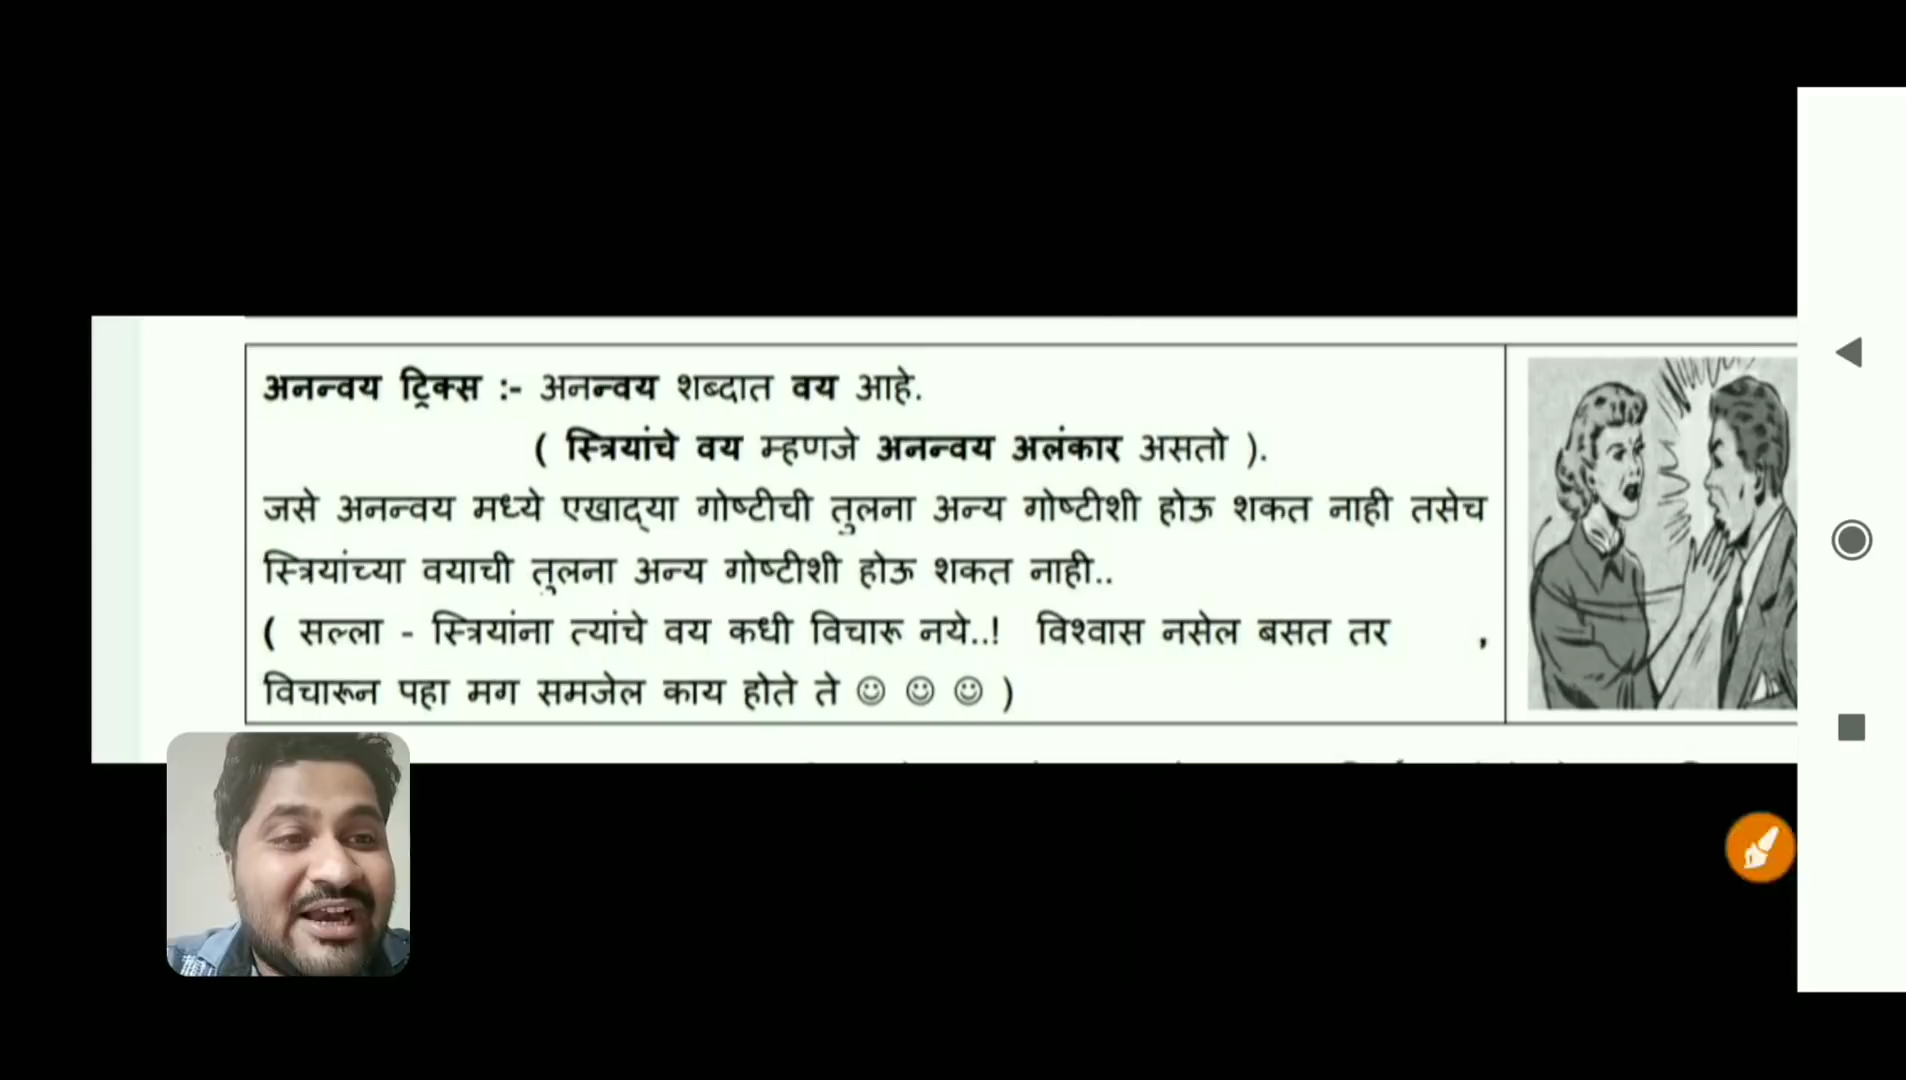 अनन्वय ट्रिक्स :- अनन्वय शब्दात वय आहे.
( स्त्रियांचे वय म्हणजे अनन्वय अलंकार असतो ).
जसे अनन्वय मध्ये एखाद्या गोष्टीची तुलना अन्य गोष्टीशी होऊ शकत नाही तसेच
स्त्रियांच्या वयाची तुलना अन्य गोष्टीशी होऊ शकत नाही..
( सल्ला - स्त्रियांना त्यांचे वय कधी विचारू नये..! विश्वास नसेल बसत तर ,
विचारून पहा मग समजेल काय होते ते ☺ ☺ ☺ )